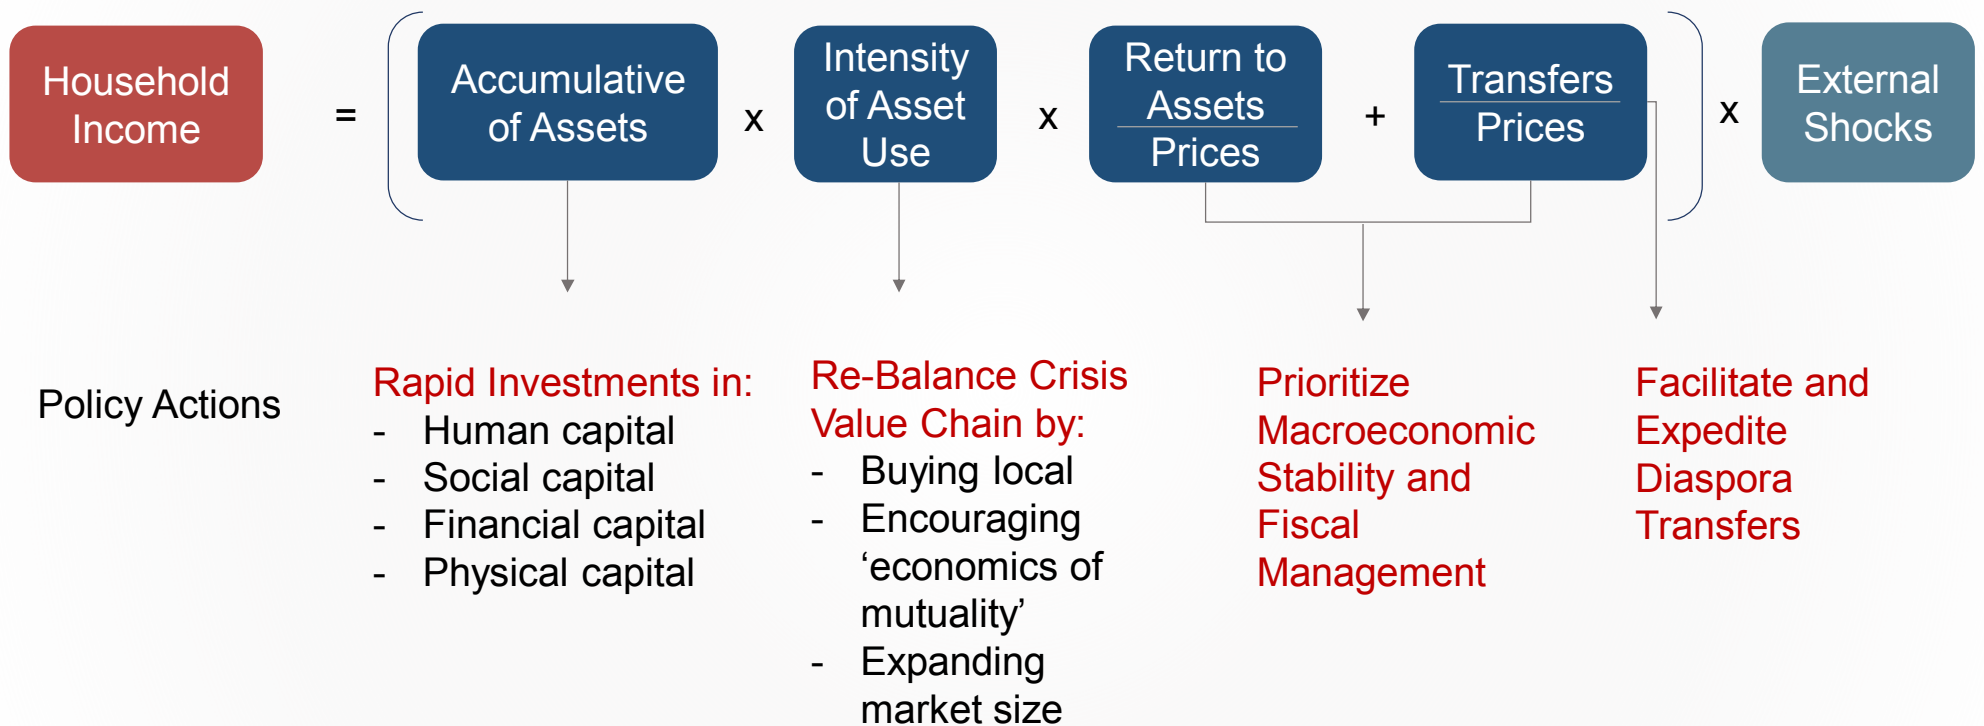 Household
Income
=
Accumulative
of Assets
x
Intensity
of Asset
Use
x
Return to
Assets
Prices
+
Transfers
Prices
x
External
Shocks
Policy Actions
Rapid Investments in:
- Human capital
- Social capital
- Financial capital
- Physical capital
Re-Balance Crisis
Value Chain by:
- Buying local
- Encouraging
‘economics of
mutuality’
- Expanding
market size
Prioritize
Macroeconomic
Stability and
Fiscal
Management
Facilitate and
Expedite
Diaspora
Transfers